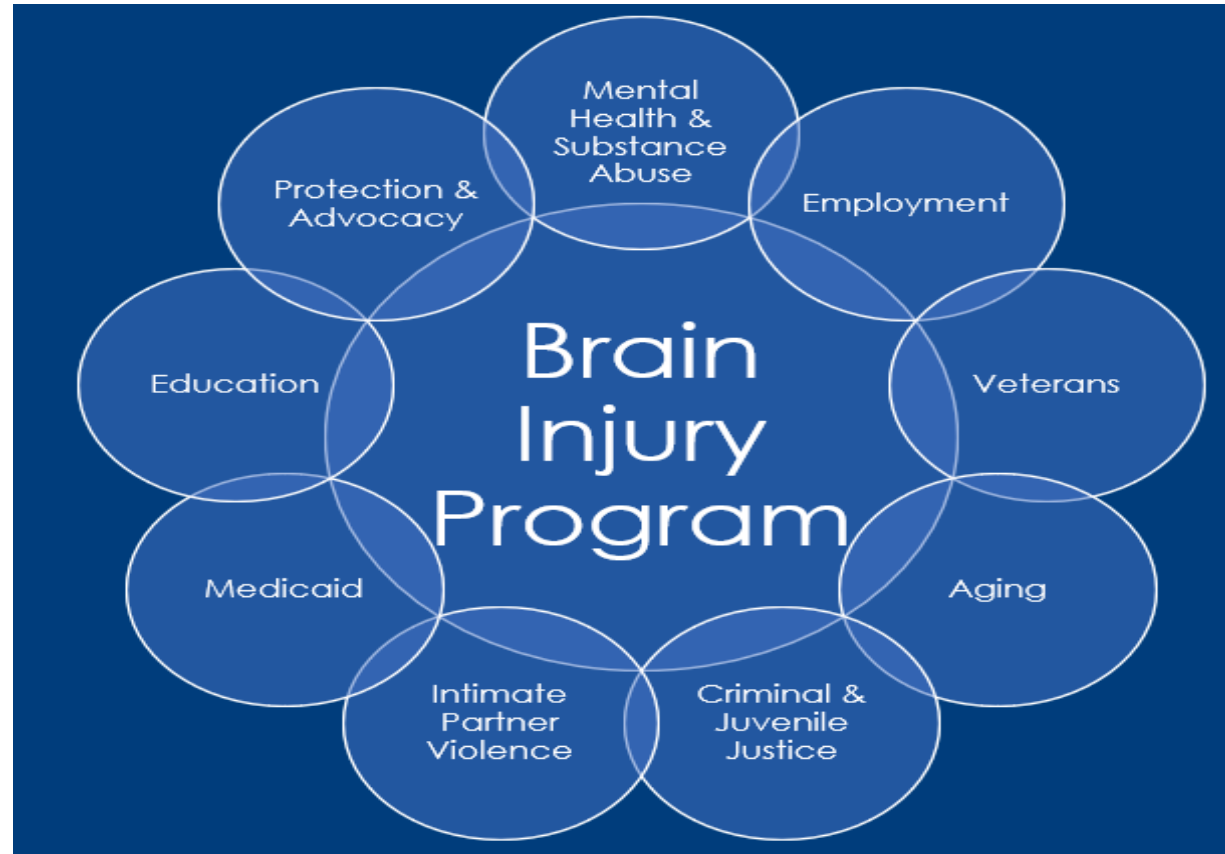 Mental
Health &
Substance
Abuse
Protection &
Advocacy
Employment
Education
Veterans
Brain
Injury
Program
Medicaid
Aging
Intimate
Partner
Violence
Criminal &
Juvenile
Justice